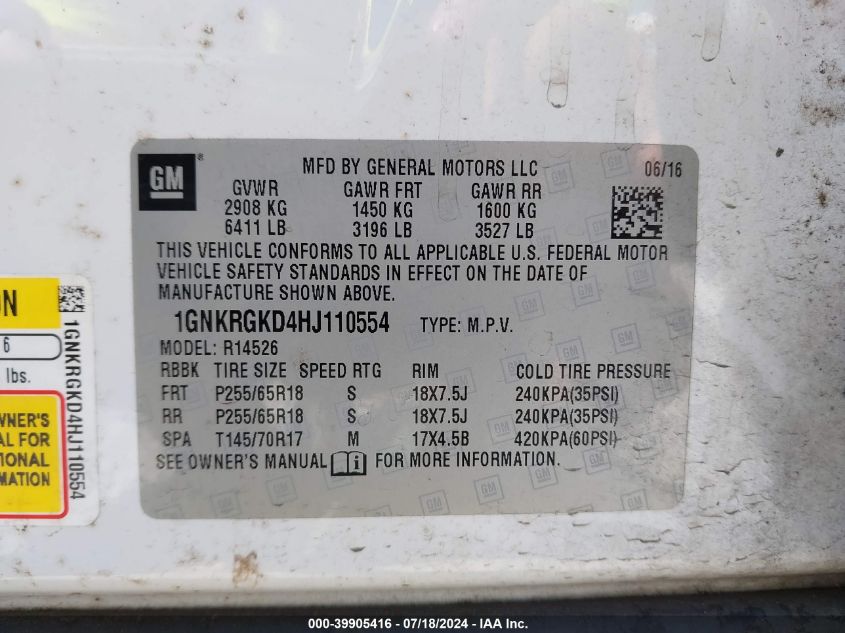 GM
MFD BY GENERAL MOTORS LLC
06/16
GVWR GAWR FRT GAWR RR
2908 KG 1450 KG 1600 KG
6411 LB 3196 LB 3527 LB
THIS VEHICLE CONFORMS TO ALL APPLICABLE U.S. FEDERAL MOTOR
VEHICLE SAFETY STANDARDS IN EFFECT ON THE DATE OF
MANUFACTURE SHOWN ABOVE.
1GNKRGKD4HJ110554 TYPE: M.P.V.
MODEL: R14526
RBBK TIRE SIZE SPEED RTG RIM COLD TIRE PRESSURE
FRT P255/65R18 S 18X7.5J 240KPA(35PSI)
RR P255/65R18 S 18X7.5J 240KPA(35PSI)
SPA T145/70R17 M 17X4.5B 420KPA(60PSI)
SEE OWNER'S MANUAL FOR MORE INFORMATION.
ON
6
lbs.
WNER'S
AL FOR
IONAL
MATION
1GNKRGKD4HJ110554
000-39905416 - 07/18/2024 - IAA Inc.